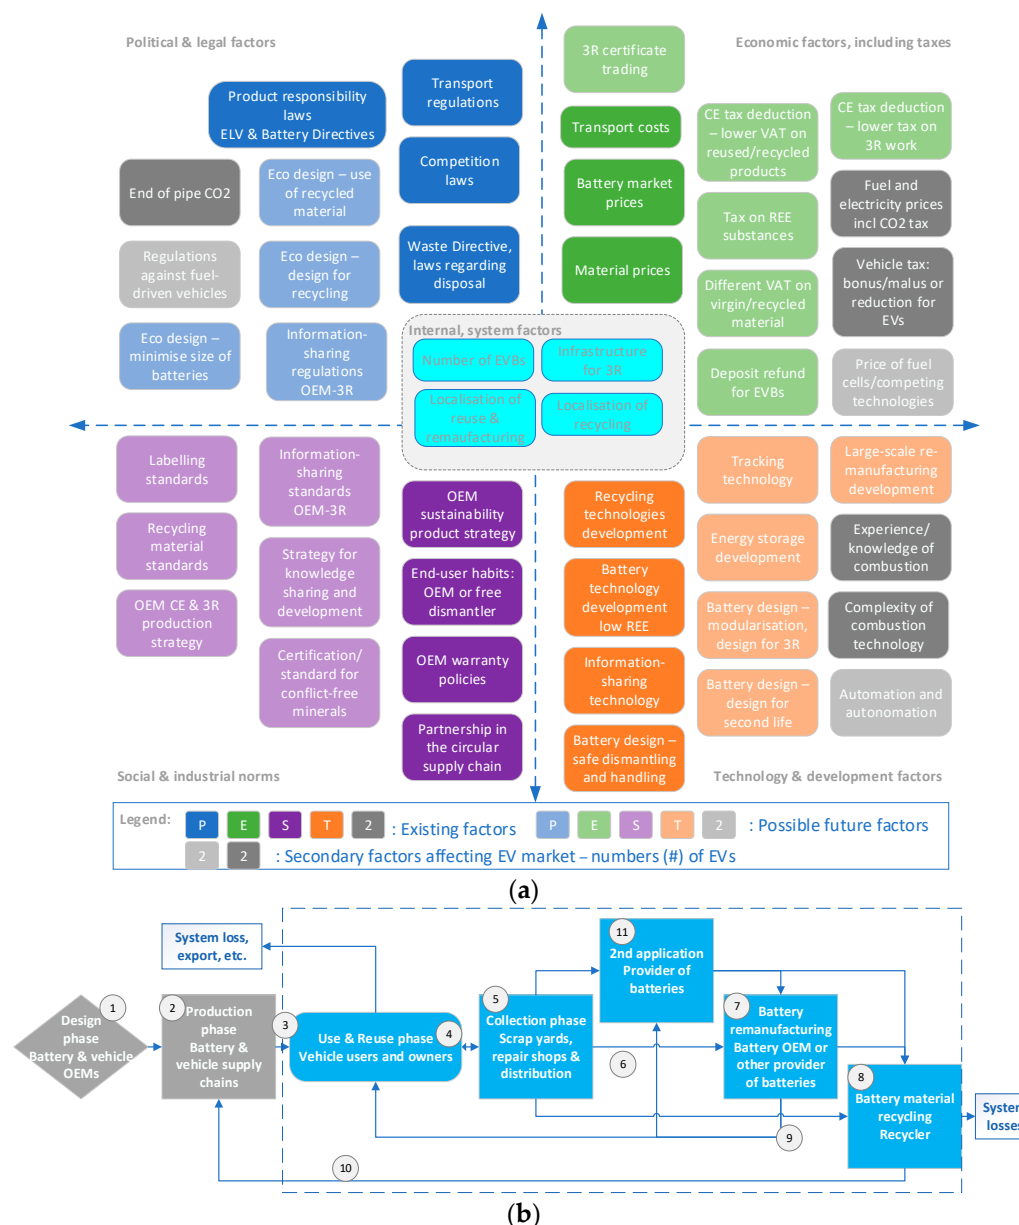 Political & legal factors
Economic factors, including taxes
Product responsibility
laws
ELV & Battery Directives
Transport
regulations
End of pipe CO2
Eco design – use
of recycled
material
Competition
laws
Regulations
against fuel-
driven vehicles
Eco design –
design for
recycling
Waste Directive,
laws regarding
disposal
Eco design –
minimise size of
batteries
Information-
sharing
regulations
OEM-3R
3R certificate
trading
Transport costs
CE tax deduction
– lower VAT on
reused/recycled
products
CE tax deduction
– lower tax on
3R work
Battery market
prices
Tax on REE
substances
Fuel and
electricity prices
incl CO2 tax
Material prices
Different VAT on
virgin/recycled
material
Vehicle tax:
bonus/malus or
reduction for
EVs
Deposit refund
for EVBs
Price of fuel
cells/competing
technologies
Internal, system factors
Number of EVBs
Infrastructure
for 3R
Localisation of
reuse &
remaufacturing
Localisation of
recycling
Labelling
standards
Information-
sharing
standards
OEM-3R
OEM
sustainability
product strategy
Recycling
material
standards
Strategy for
knowledge
sharing and
development
End-user habits:
OEM or free
dismantler
OEM CE & 3R
production
strategy
Certification/
standard for
conflict-free
minerals
OEM warranty
policies
Partnership in
the circular
supply chain
Recycling
technologies
development
Tracking
technology
Large-scale re-
manufacturing
development
Battery
technology
development
low REE
Energy storage
development
Experience/
knowledge of
combustion
Information-
sharing
technology
Battery design –
modularisation,
design for 3R
Complexity of
combustion
technology
Battery design –
safe dismantling
and handling
Battery design –
design for
second life
Automation and
autonomation
Social & industrial norms
Technology & development factors
Legend: P E S T 2 : Existing factors P E S T 2 : Possible future factors
2 2 : Secondary factors affecting EV market – numbers (#) of EVs
(a)
System loss,
export, etc.
1
Design
phase
Battery & vehicle
OEMs
2
Production
phase
Battery &
vehicle supply
chains
3
Use & Reuse phase
Vehicle users and owners
4
5
Collection phase
Scrap yards,
repair shops &
distribution
6
11
2nd application
Provider of
batteries
7
Battery
remanufacturing
Battery OEM or
other provider
of batteries
8
Battery material
recycling
Recycler
System
losses
9
10
(b)